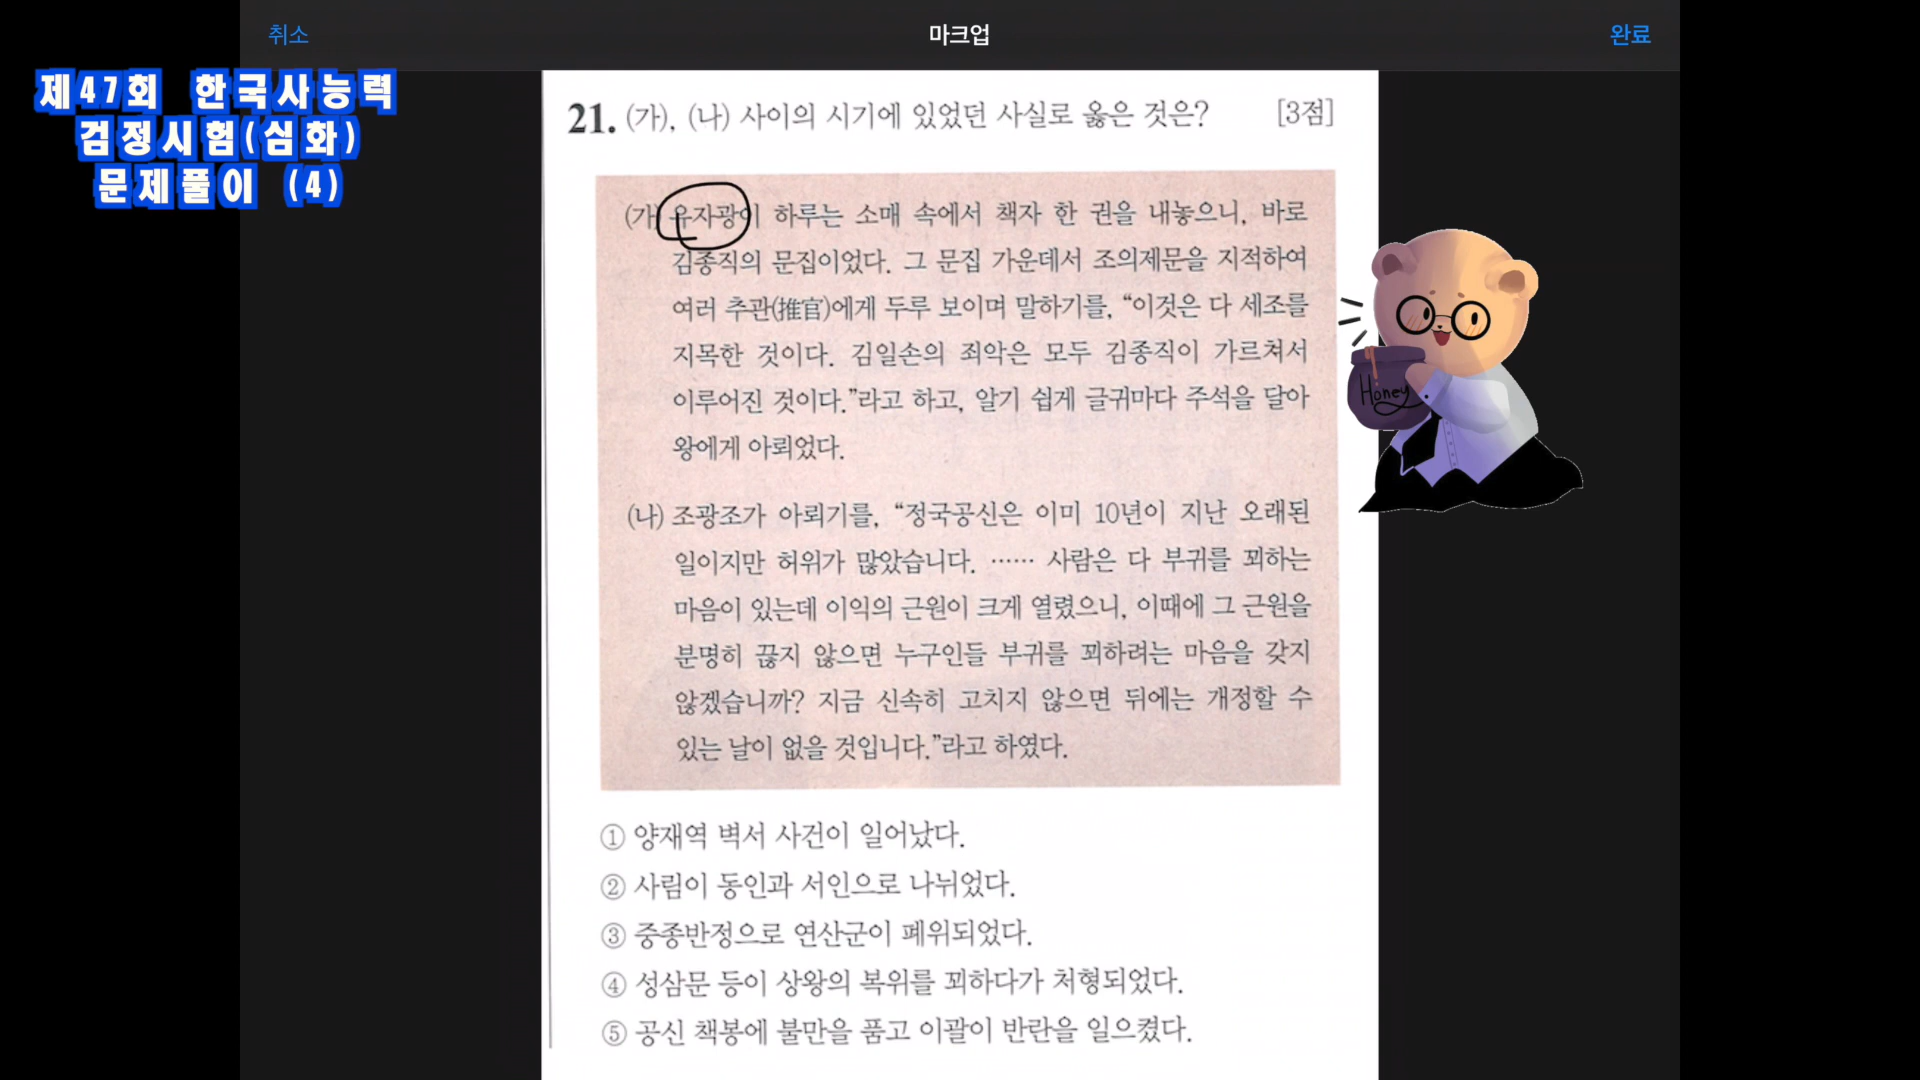 취소
마크업
완료
제47회 한국사능력
검정시험(심화)
문제풀이 (4)
21. (가), (나) 사이의 시기에 있었던 사실로 옳은 것은? [3점]
(가) 유자광이 하루는 소매 속에서 책자 한 권을 내놓으니, 바로
김종직의 문집이었다. 그 문집 가운데서 조의제문을 지적하여
여러 추관(推官)에게 두루 보이며 말하기를, “이것은 다 세조를
지목한 것이다. 김일손의 죄악은 모두 김종직이 가르쳐서
이루어진 것이다.”라고 하고, 알기 쉽게 글귀마다 주석을 달아
왕에게 아뢰었다.
(나) 조광조가 아뢰기를, “정국공신은 이미 10년이 지난 오래된
일이지만 허위가 많았습니다. …… 사람은 다 부귀를 꾀하는
마음이 있는데 이익의 근원이 크게 열렸으니, 이때에 그 근원을
분명히 끊지 않으면 누구인들 부귀를 꾀하려는 마음을 갖지
않겠습니까? 지금 신속히 고치지 않으면 뒤에는 개정할 수
있는 날이 없을 것입니다.”라고 하였다.
① 양재역 벽서 사건이 일어났다.
② 사림이 동인과 서인으로 나뉘었다.
③ 중종반정으로 연산군이 폐위되었다.
④ 성삼문 등이 상왕의 복위를 꾀하다가 처형되었다.
⑤ 공신 책봉에 불만을 품고 이괄이 반란을 일으켰다.
Honey